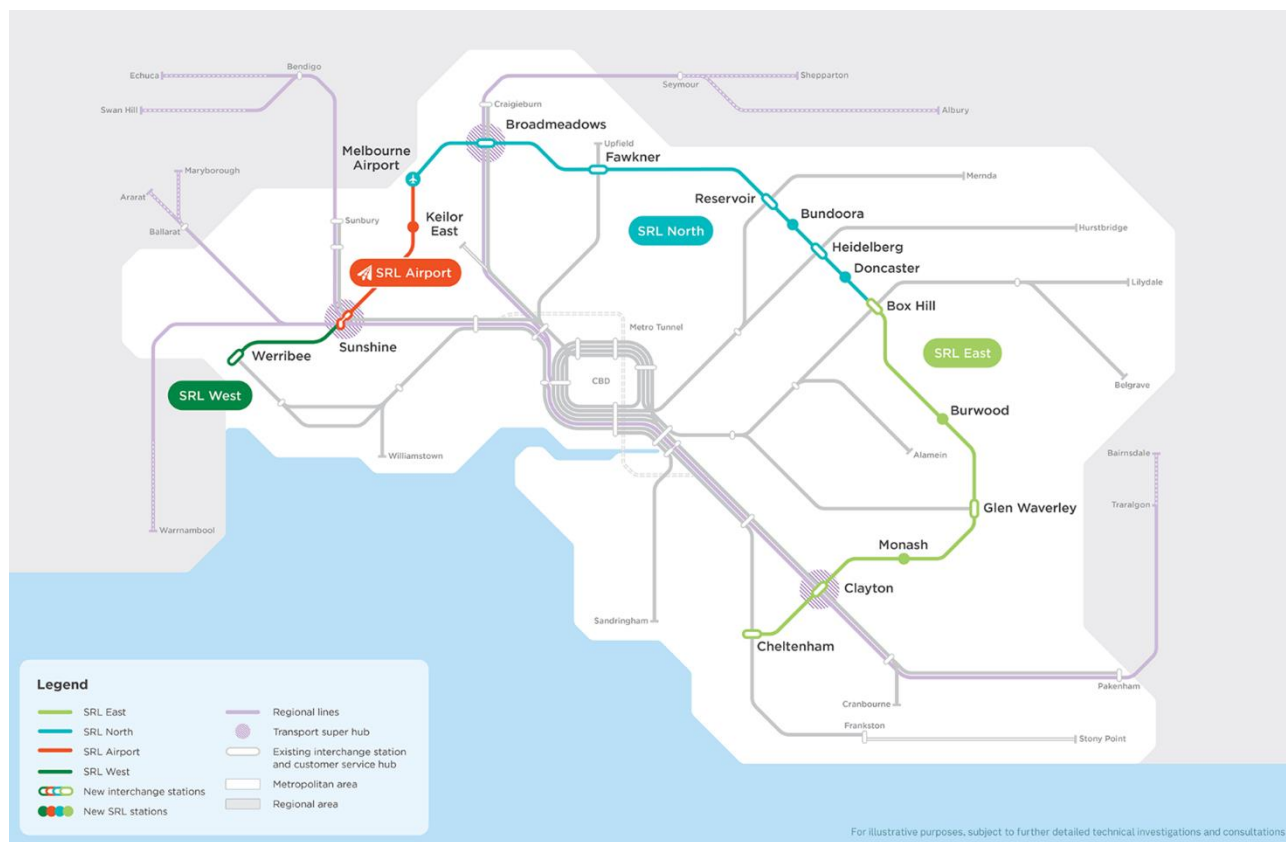 Echuca
Bendigo
Swan Hill
Seymour
Shepparton
Albury
Craigieburn
Broadmeadows
Upfield
Fawkner
Melbourne
Airport
Maryborough
Ararat
Ballarat
Sunbury
Keilor
East
Mernda
Reservoir
Bundoora
SRL North
Hurstbridge
Heidelberg
Doncaster
SRL Airport
Lilydale
Box Hill
Metro Tunnel
Sunshine
Werribee
SRL East
CBD
Belgrave
SRL West
Burwood
Williamstown
Alamein
Bairnsdale
Traralgon
Glen Waverley
Warrnambool
Monash
Clayton
Sandringham
Cheltenham
Pakenham
Cranbourne
Frankston
Stony Point
Legend
SRL East
SRL North
SRL Airport
SRL West
New interchange stations
New SRL stations
Regional lines
Transport super hub
Existing interchange station
and customer service hub
Metropolitan area
Regional area
For illustrative purposes, subject to further detailed technical investigations and consultations